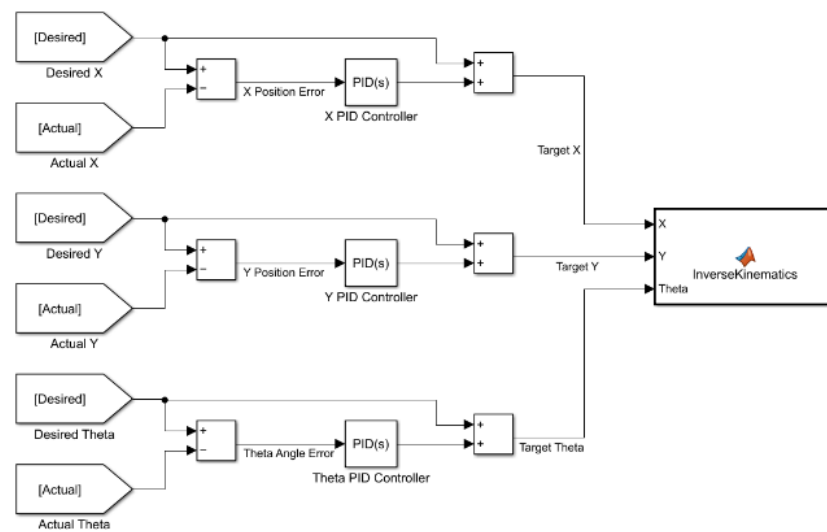 [Desired]
Desired X
+
−
X Position Error
PID(s)
X PID Controller
+
+
[Actual]
Actual X
Target X
[Desired]
Desired Y
+
−
Y Position Error
PID(s)
Y PID Controller
+
+
Target Y
[Actual]
Actual Y
X
Y
Theta
InverseKinematics
[Desired]
Desired Theta
+
−
Theta Angle Error
PID(s)
Theta PID Controller
+
+
Target Theta
[Actual]
Actual Theta